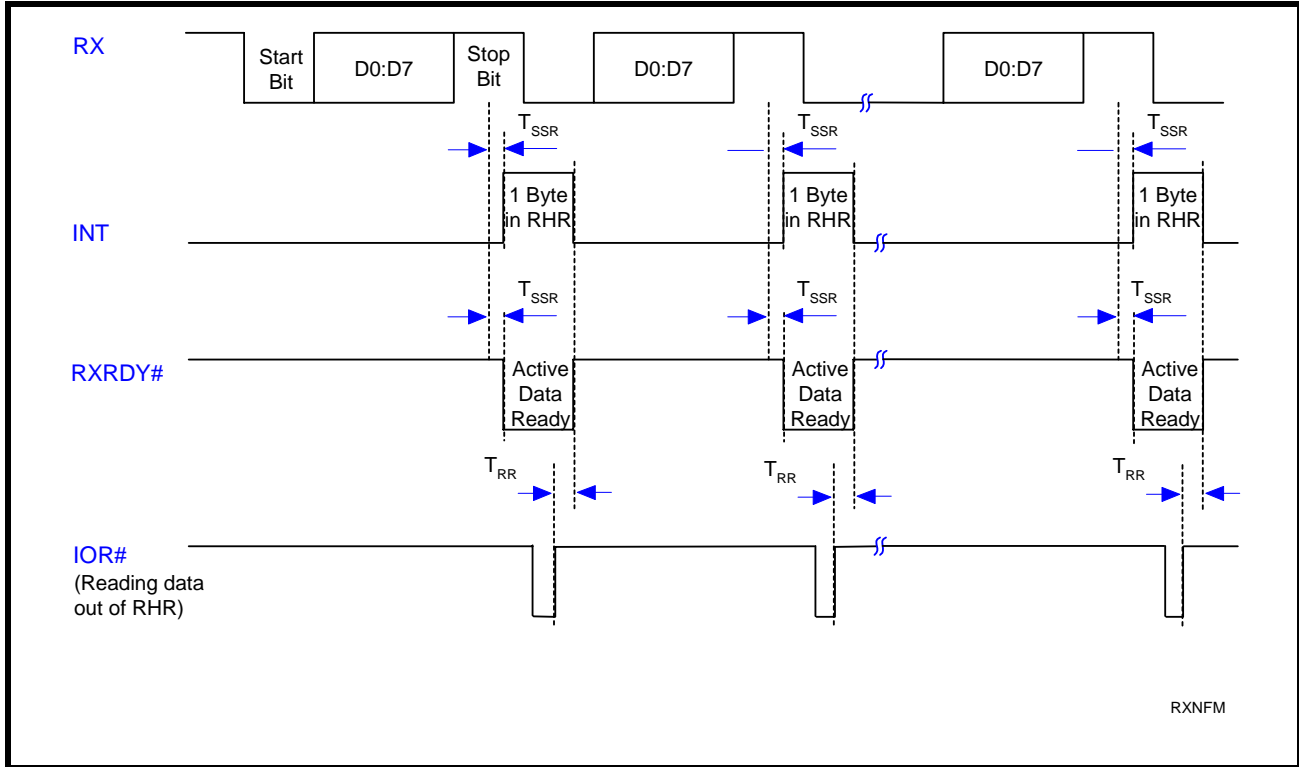 RX
Start
Bit
D0:D7
Stop
Bit
D0:D7
D0:D7
TSSR
TSSR
TSSR
INT
1 Byte
in RHR
1 Byte
in RHR
1 Byte
in RHR
TSSR
TSSR
TSSR
RXRDY#
Active
Data
Ready
Active
Data
Ready
Active
Data
Ready
TRR
TRR
TRR
IOR#
(Reading data
out of RHR)
RXNFM